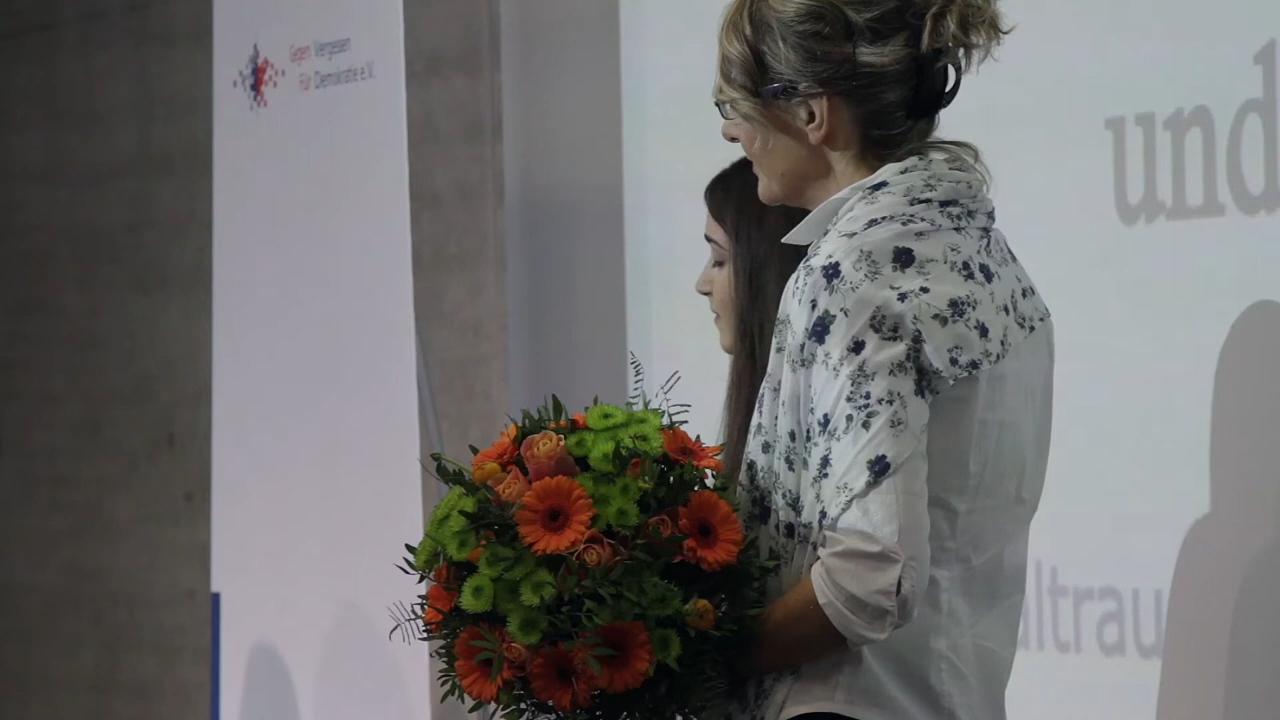 Gegen Vergessen
Für Demokratie e.V.
und
ltrau